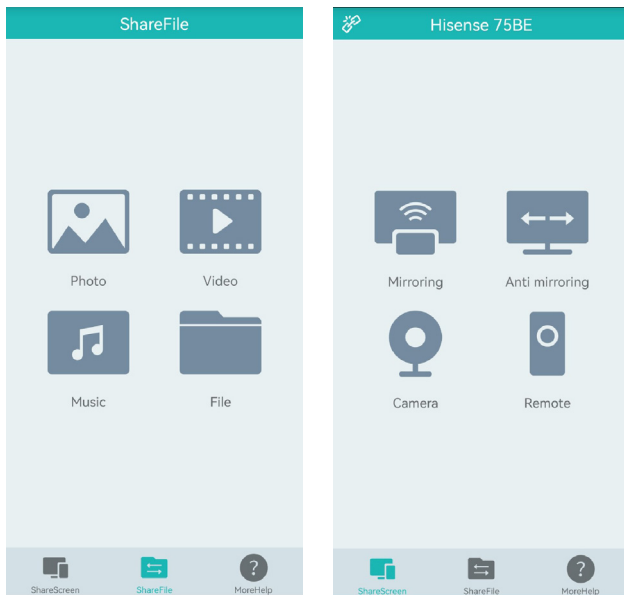 ShareFile
Photo
Video
Music
File
ShareScreen
ShareFile
MoreHelp
Hisense 75BE
Mirroring
Anti mirroring
Camera
Remote
ShareScreen
ShareFile
MoreHelp